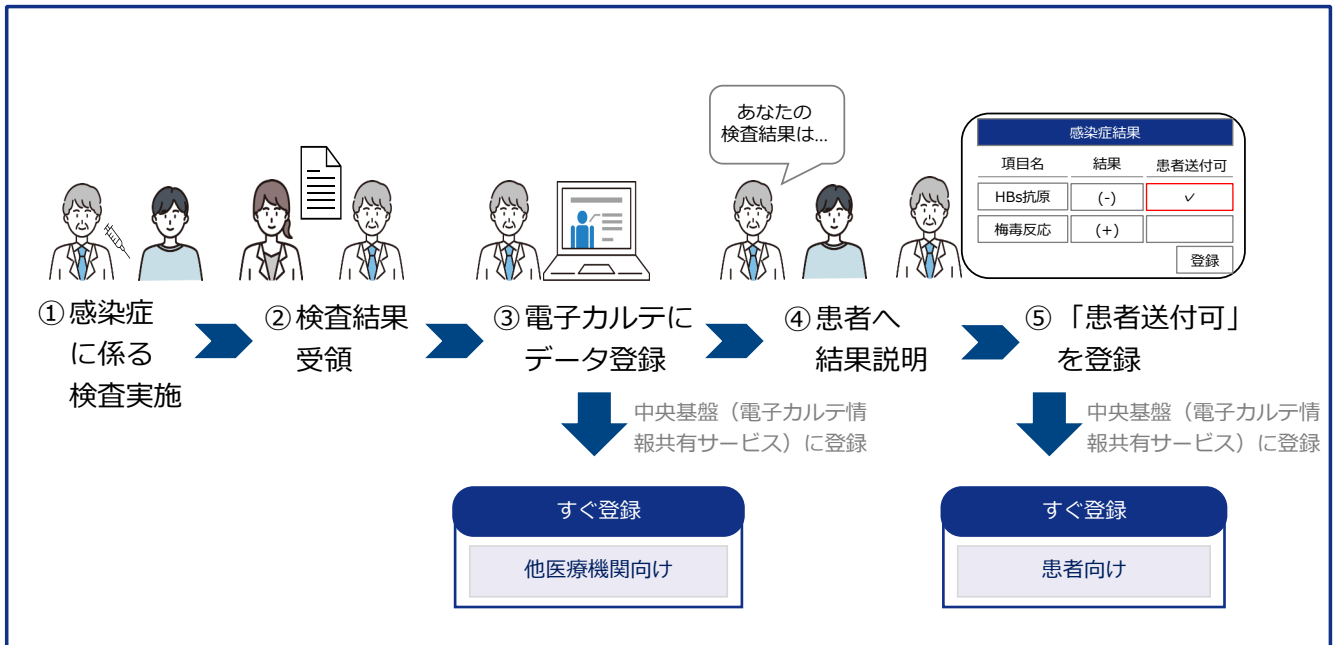 あなたの
検査結果は…
感染症結果
項目名 結果 患者送付可
HBs抗原 (-) ✓
梅毒反応 (+)
登録
①感染症
に係る
検査実施
②検査結果
受領
③電子カルテに
データ登録
④患者へ
結果説明
⑤「患者送付可」
を登録
中央基盤（電子カルテ情
報共有サービス）に登録
中央基盤（電子カルテ情
報共有サービス）に登録
すぐ登録
他医療機関向け
すぐ登録
患者向け